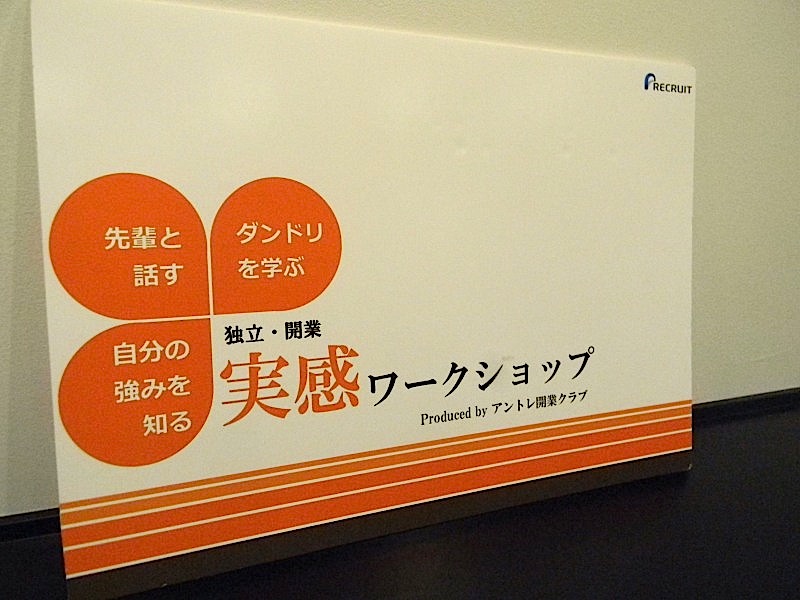 RECRUIT
先輩と
話す
ダンドリ
を学ぶ
自分の
強みを
知る
独立・開業
実感ワークショップ
Produced by アントレ開業クラブ